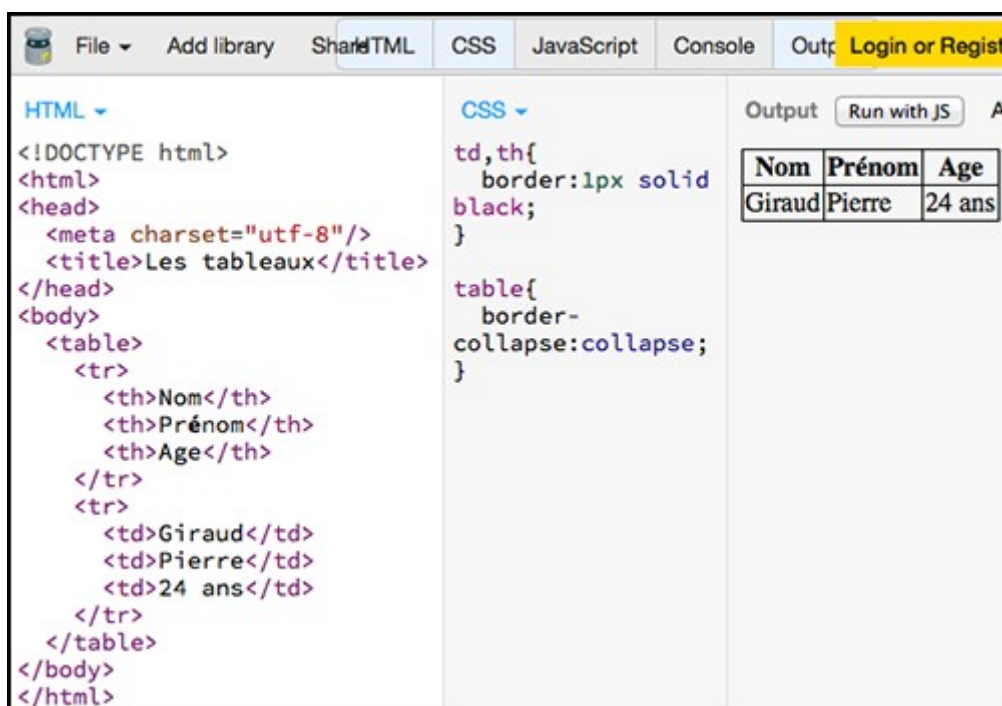 File Add library Share HTML CSS JavaScript Console Login or Regist
HTML
<!DOCTYPE html>
<html>
<head>
<meta charset="utf-8"/>
<title>Les tableaux</title>
</head>
<body>
<table>
<tr>
<th>Nom</th>
<th>Prénom</th>
<th>Age</th>
</tr>
<tr>
<td>Giraud</td>
<td>Pierre</td>
<td>24 ans</td>
</tr>
</table>
</body>
</html>
CSS
td,th{
border:1px solid
black;
}
table{
border-
collapse:collapse;
}
Output Run with JS A
Nom Prénom Age
Giraud Pierre 24 ans